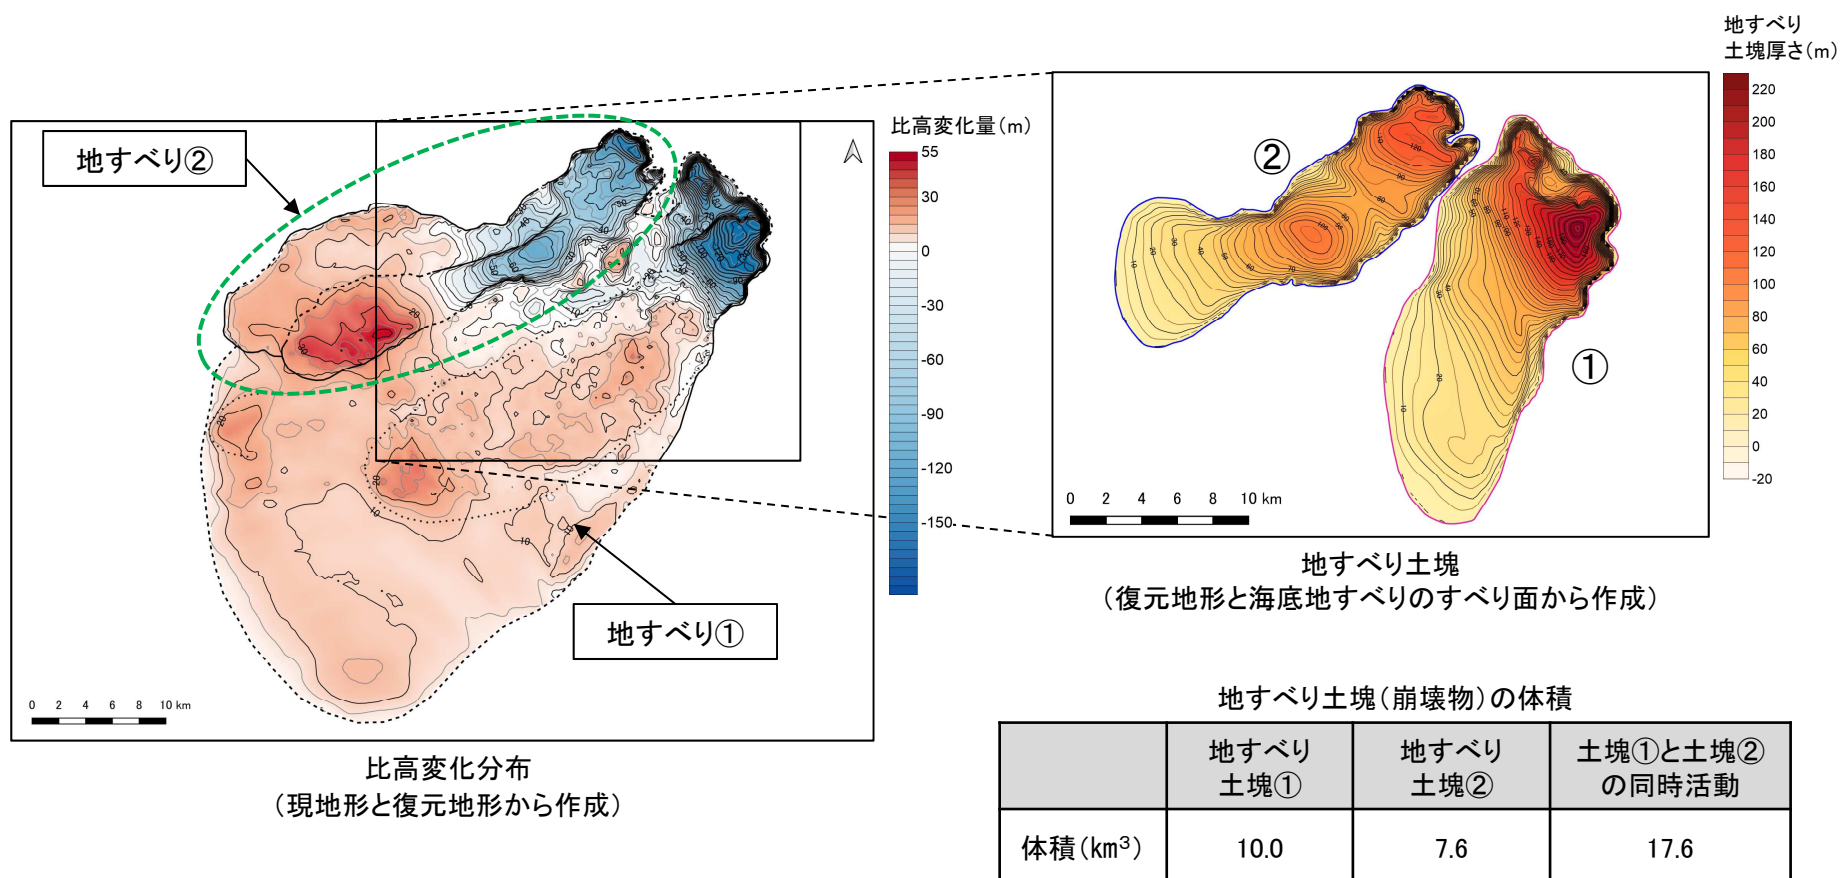 地すべり②
比高変化量(m)
55
30
0
-30
-60
-90
-120
-150
地すべり①
0 2 4 6 8 10 km
比高変化分布
(現地形と復元地形から作成)
地すべり
土塊厚さ(m)
220
200
180
160
140
120
100
80
60
40
20
0
-20
②
①
0 2 4 6 8 10 km
地すべり土塊
(復元地形と海底地すべりのすべり面から作成)
地すべり土塊(崩壊物)の体積
地すべり
土塊①
地すべり
土塊②
土塊①と土塊②
の同時活動
体積(km³) 10.0 7.6 17.6